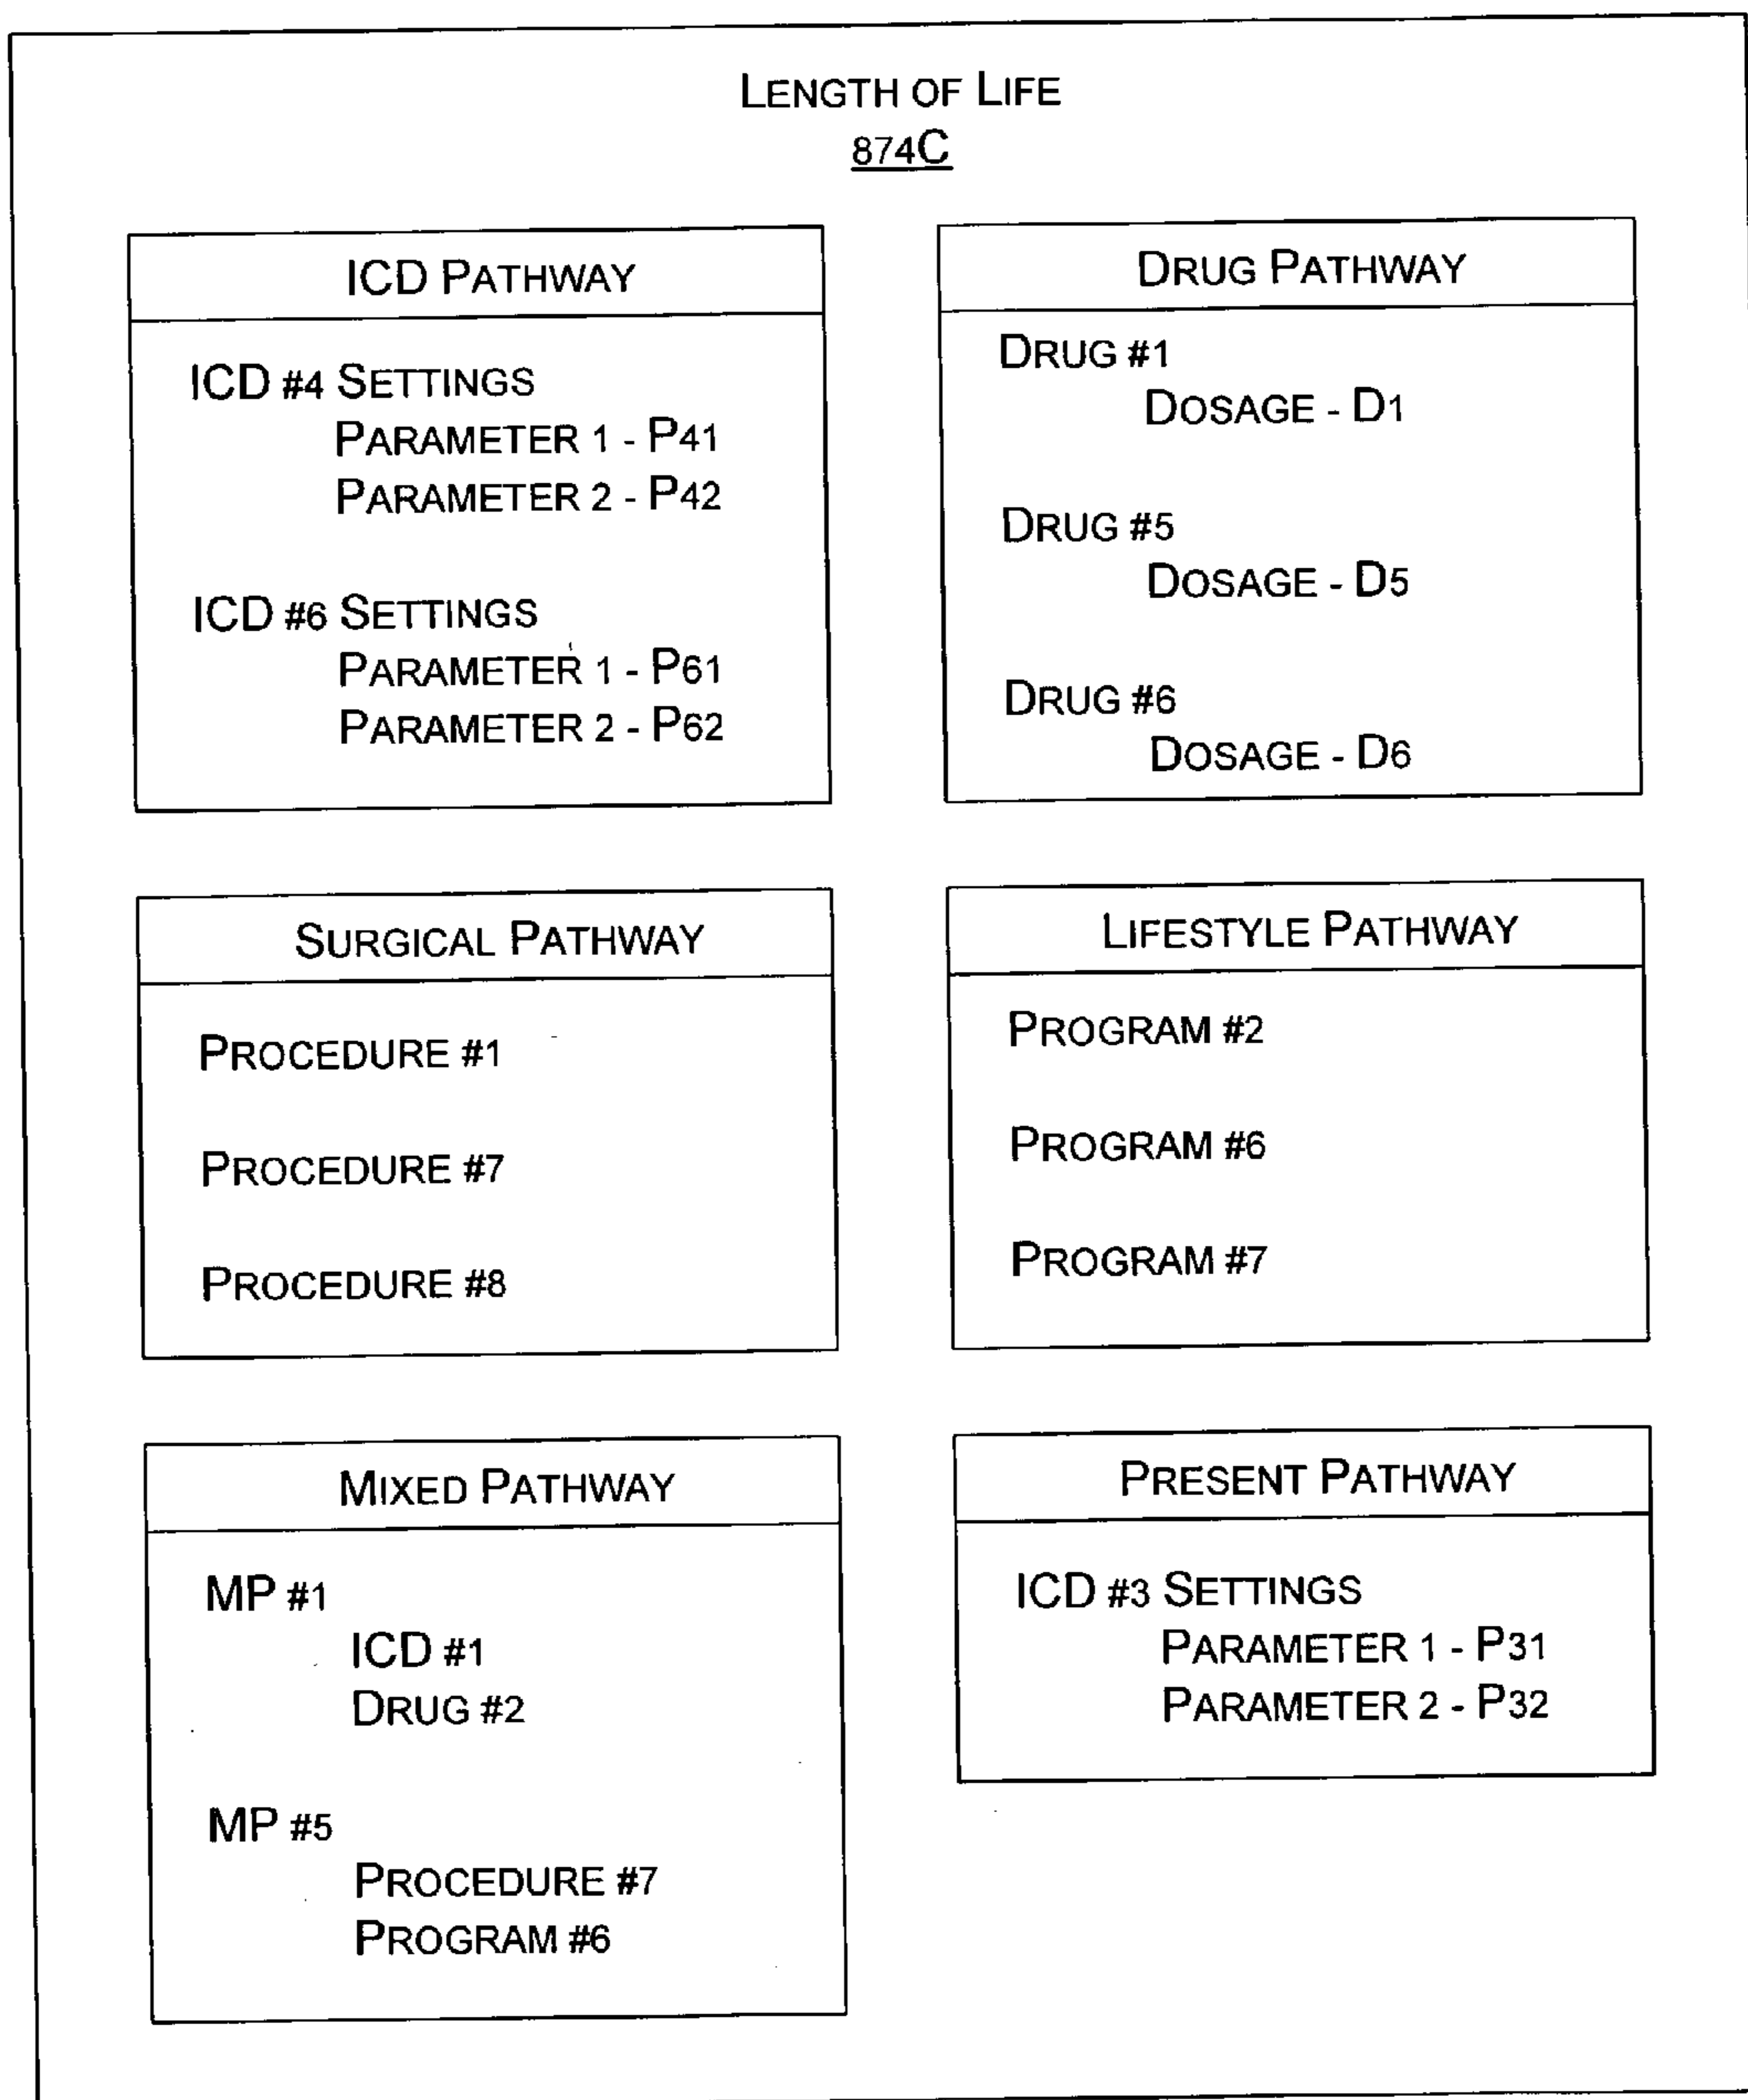 LENGTH OF LIFE
874C
ICD PATHWAY
ICD #4 SETTINGS
PARAMETER 1 - P41
PARAMETER 2 - P42
ICD #6 SETTINGS
PARAMETER 1 - P61
PARAMETER 2 - P62
DRUG PATHWAY
DRUG #1
DOSAGE - D1
DRUG #5
DOSAGE - D5
DRUG #6
DOSAGE - D6
SURGICAL PATHWAY
PROCEDURE #1
PROCEDURE #7
PROCEDURE #8
LIFESTYLE PATHWAY
PROGRAM #2
PROGRAM #6
PROGRAM #7
MIXED PATHWAY
MP #1
ICD #1
DRUG #2
MP #5
PROCEDURE #7
PROGRAM #6
PRESENT PATHWAY
ICD #3 SETTINGS
PARAMETER 1 - P31
PARAMETER 2 - P32